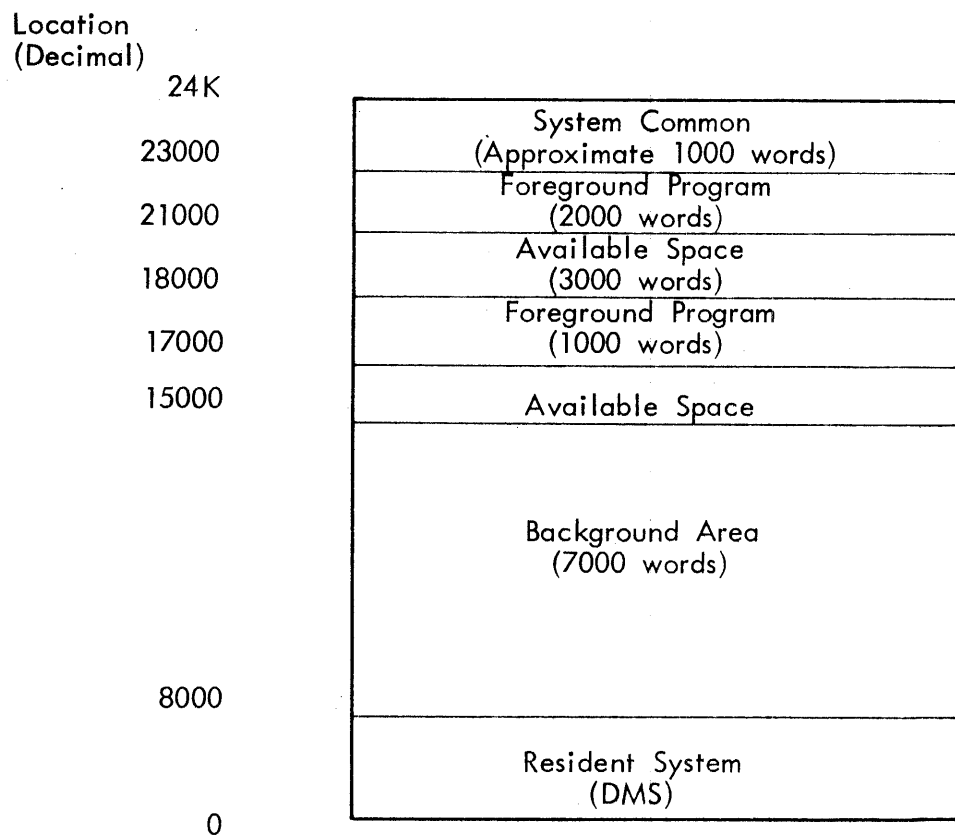 Location
(Decimal)
24K
System Common
23000
(Approximate 1000 words)
Foreground Program
21000
(2000 words)
Available Space
18000
(3000 words)
Foreground Program
17000
(1000 words)
15000
Available Space
Background Area
(7000 words)
8000
Resident System
(DMS)
0